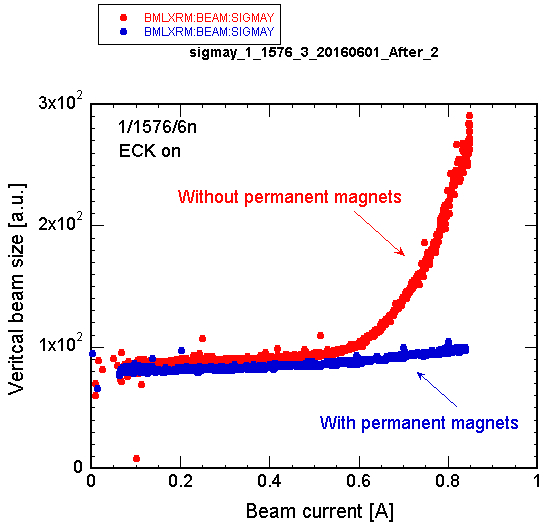 BMLXRM:BEAM:SIGMAY
BMLXRM:BEAM:SIGMAY
sigmay_1_1576_3_20160601_After_2
3x10²
1/1576/6n
ECK on
Without permanent magnets
2x10²
1x10²
With permanent magnets
0
0 0.2 0.4 0.6 0.8 1
Beam current [A]
Veritcal beam size [a.u.]